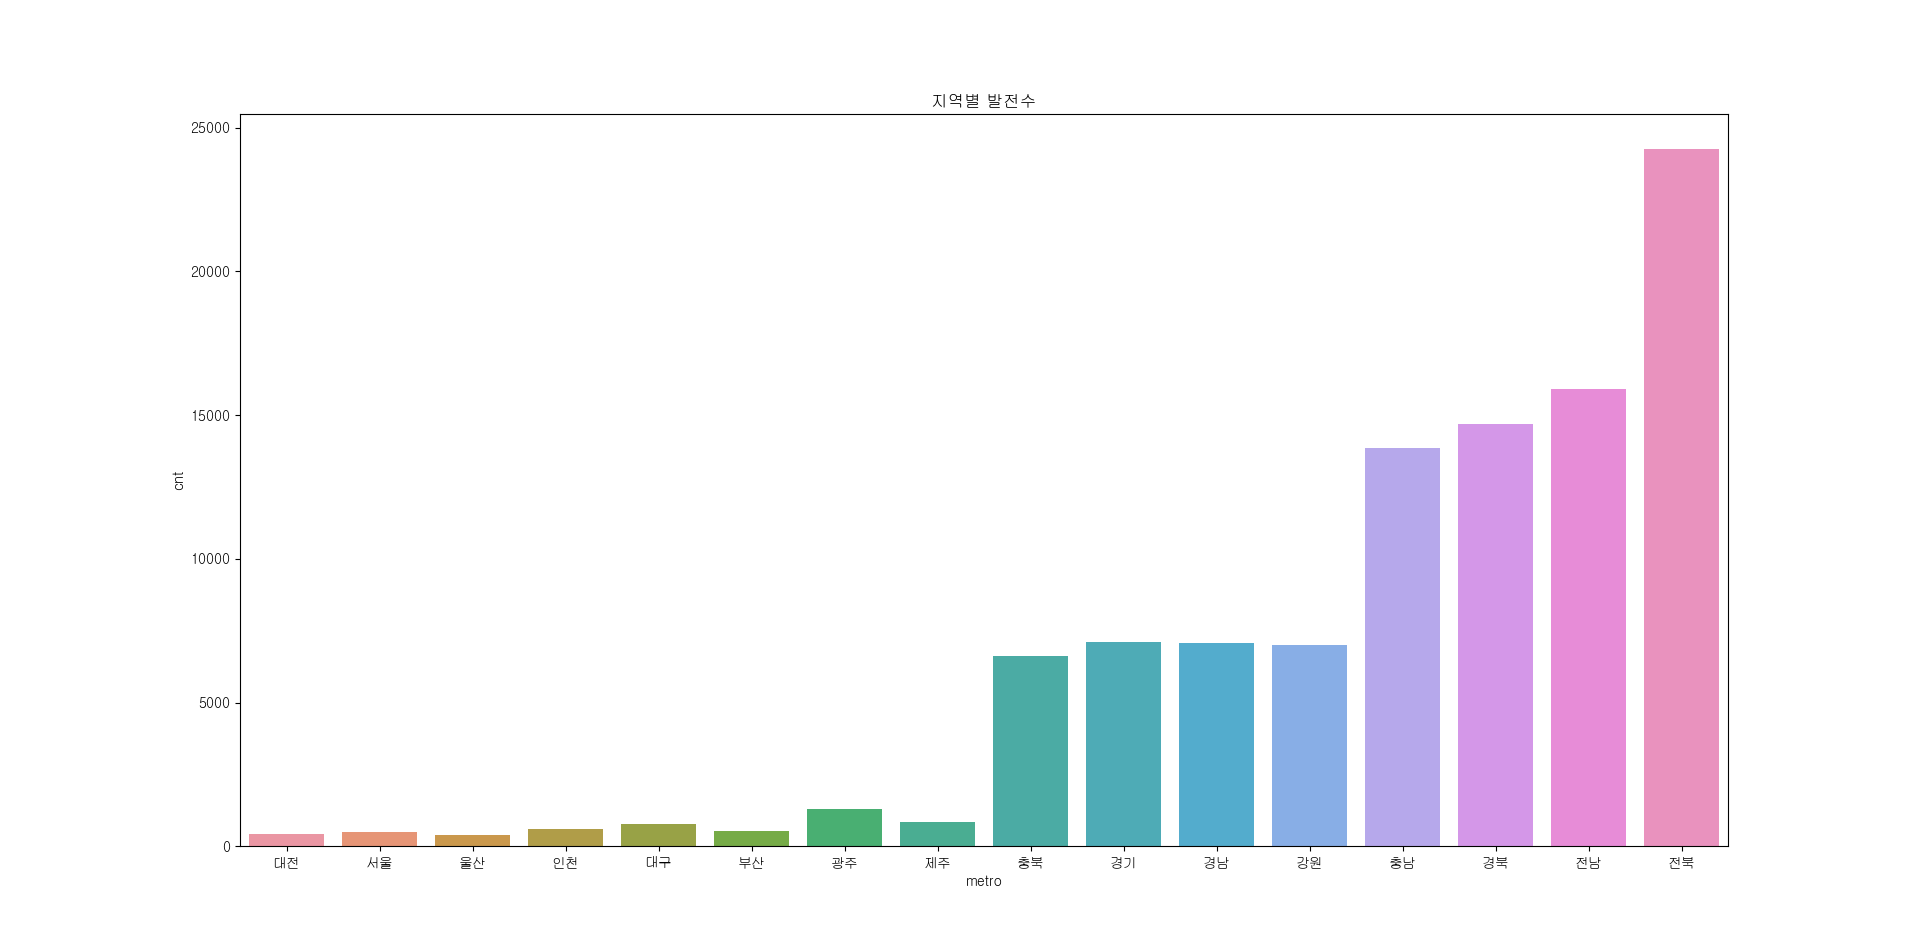 지역별 발전수
25000
20000
15000
10000
5000
0
cnt
대전 서울 울산 인천 대구 부산 광주 제주 충북 경기 경남 강원 충남 경북 전남 전북
metro